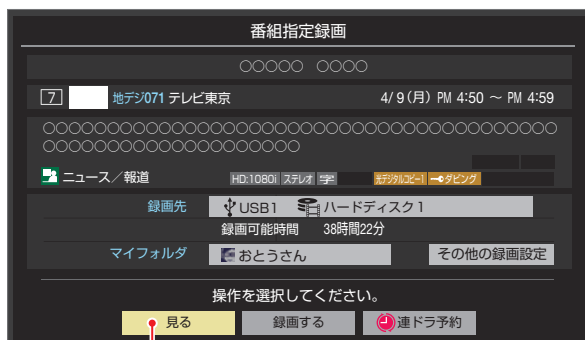 番組指定録画
○○○○○ ○○○○
7 地デジ071 テレビ東京 4/ 9(月) PM 4:50 ～ PM 4:59
○○○○○○○○○○○○○○○○○○○○○○○○○○○○○○○○○○○○○○○○
○○○○○○○○○○○○○○○○○○○○
ニュース／報道 HD:1080i ステレオ 字 光デジタルコピー1 ダビング
録画先 USB1 ハードディスク1
録画可能時間 38時間22分
マイフォルダ おとうさん その他の録画設定
操作を選択してください。
見る 録画する 連ドラ予約